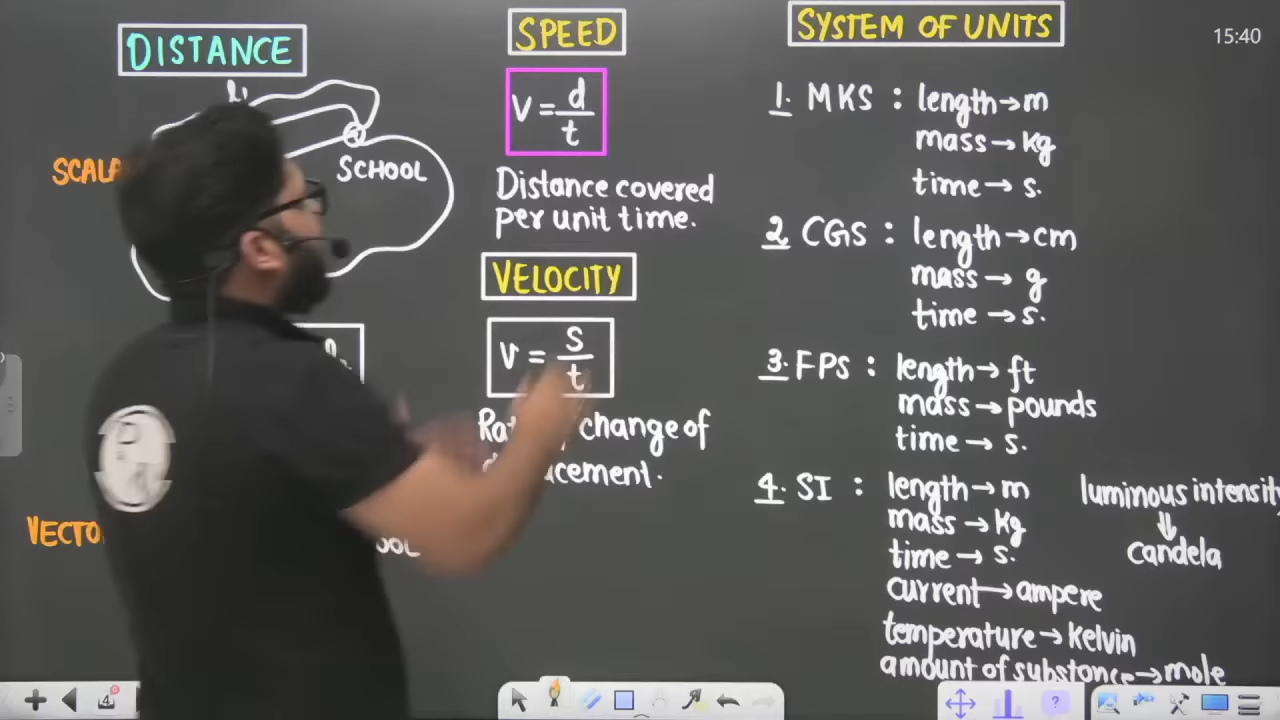 DISTANCE
SCHOOL
SPEED
V = d/t
Distance covered
per unit time.
VELOCITY
V = s/t
change of
SYSTEM OF UNITS
15:40
1. MKS : length → m
mass → kg
time → s.
2. CGS : length → cm
mass → g
time → s.
3. FPS : length → ft
mass → pounds
time → s.
4. SI : length → m
mass → kg
time → s.
current → ampere
temperature → kelvin
amount of substance → mole
luminous intensity
⇓
candela
4